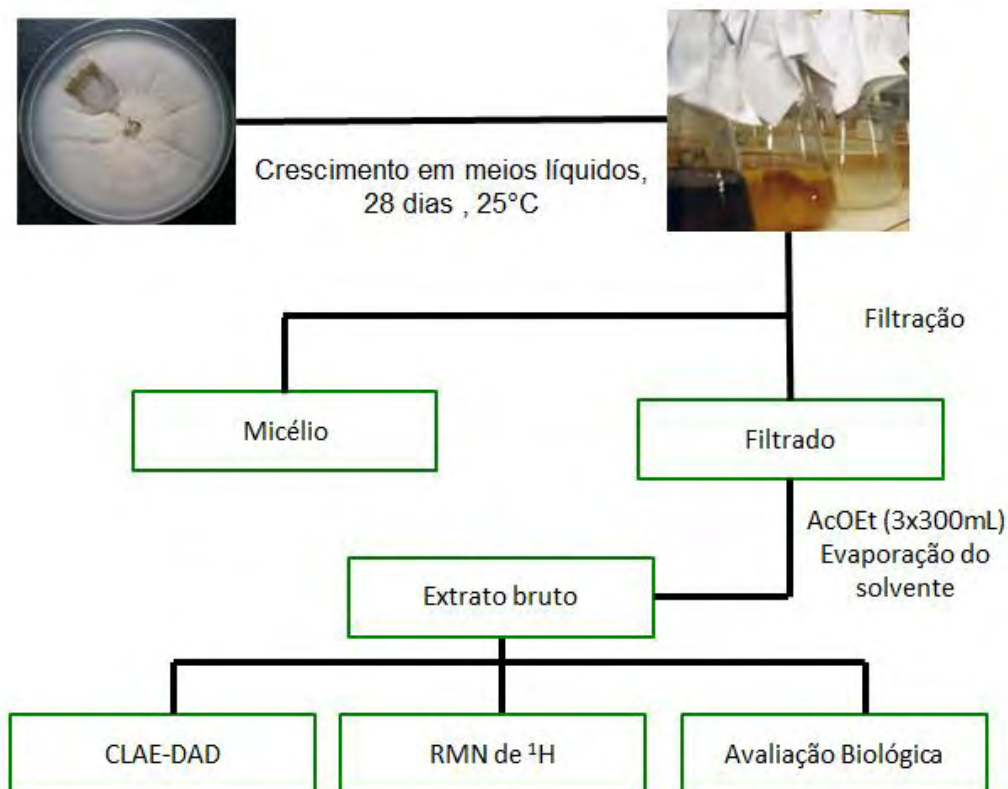 Crescimento em meios líquidos,
28 dias , 25°C
Filtração
Micélio
Filtrado
AcOEt (3x300mL)
Evaporação do
solvente
Extrato bruto
CLAE-DAD
RMN de ¹H
Avaliação Biológica